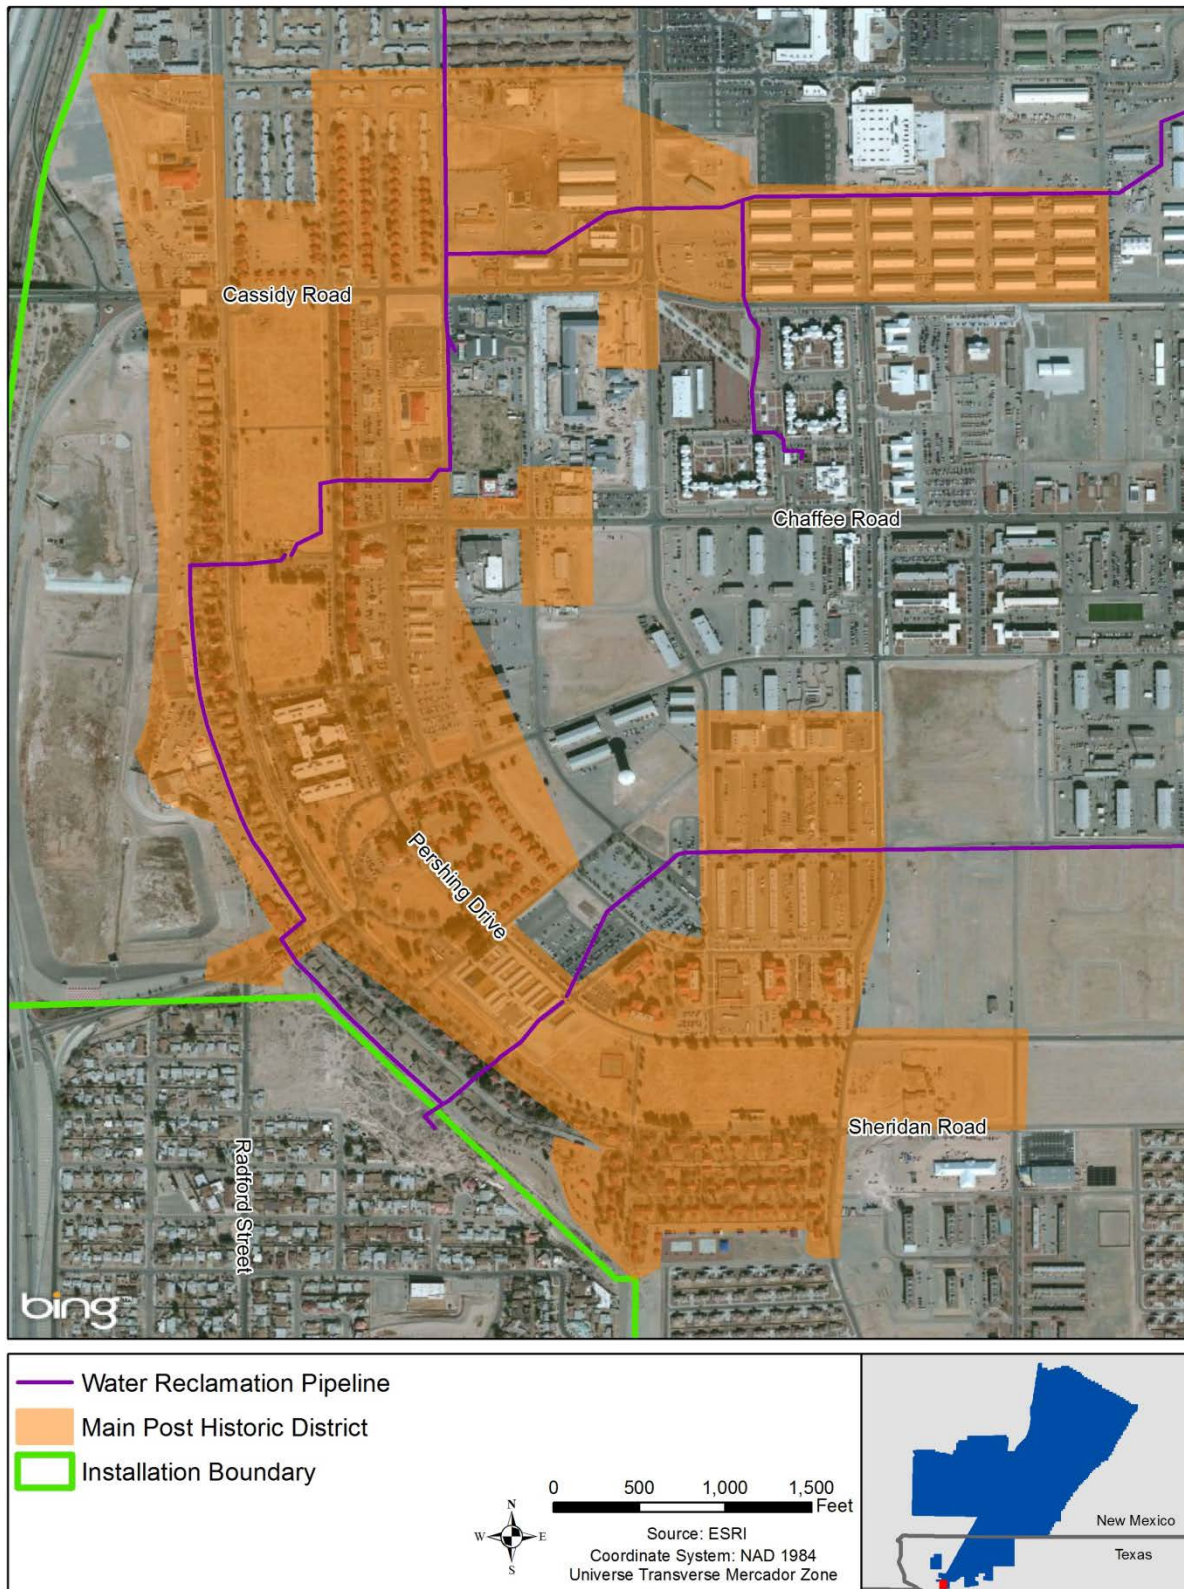 Cassidy Road
Chaffee Road
Pershing Drive
Sheridan Road
Radford Street
bing
Water Reclamation Pipeline
Main Post Historic District
Installation Boundary
0 500 1,000 1,500
Feet
N
W E
S
Source: ESRI
Coordinate System: NAD 1984
Universe Transverse Mercador Zone
New Mexico
Texas